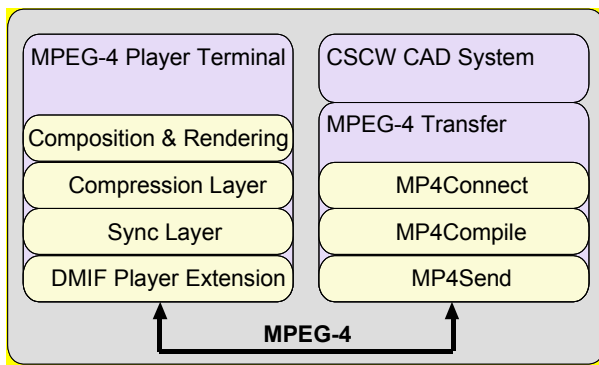 MPEG-4 Player Terminal
Composition & Rendering
Compression Layer
Sync Layer
DMIF Player Extension
CSCW CAD System
MPEG-4 Transfer
MP4Connect
MP4Compile
MP4Send
MPEG-4